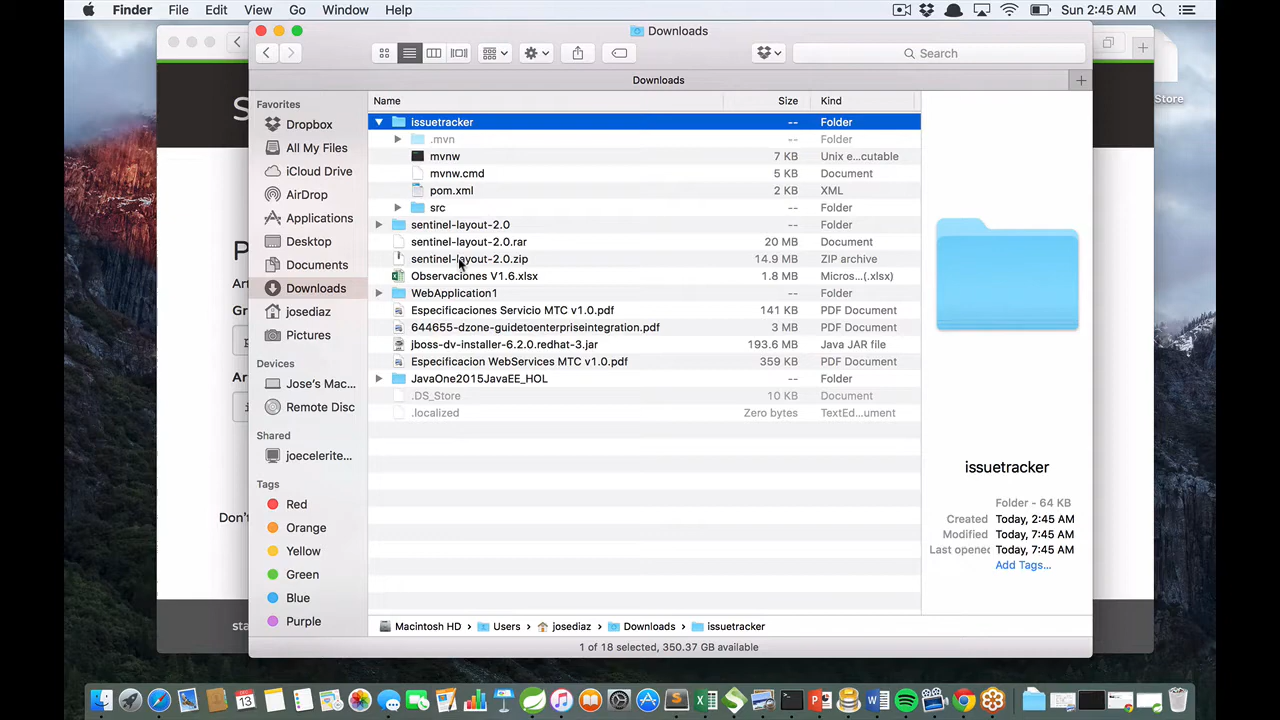 Finder File Edit View Go Window Help Sun 2:45 AM
Downloads
Search
Downloads
Store
S
P
Ar
Ar
Don'
sta
Favorites
Dropbox
All My Files
iCloud Drive
AirDrop
Applications
Desktop
Documents
Downloads
josediaz
Pictures
Devices
Jose's Mac...
Remote Disc
Shared
joecelerite...
Tags
Red
Orange
Yellow
Green
Blue
Purple
Name Size Kind
issuetracker -- Folder
.mvn -- Folder
mvnw 7 KB Unix e...cutable
mvnw.cmd 5 KB Document
pom.xml 2 KB XML
src -- Folder
sentinel-layout-2.0 -- Folder
sentinel-layout-2.0.rar 20 MB Document
sentinel-layout-2.0.zip 14.9 MB ZIP archive
Observaciones V1.6.xlsx 1.8 MB Micros...(.xlsx)
WebApplication1 -- Folder
Especificaciones Servicio MTC v1.0.pdf 141 KB PDF Document
644655-dzone-guidetoenterpriseintegration.pdf 3 MB PDF Document
jboss-dv-installer-6.2.0.redhat-3.jar 193.6 MB Java JAR file
Especificacion WebServices MTC v1.0.pdf 359 KB PDF Document
JavaOne2015JavaEE_HOL -- Folder
.DS_Store 10 KB Document
.localized Zero bytes TextEd...ument
issuetracker
Folder - 64 KB
Created Today, 2:45 AM
Modified Today, 7:45 AM
Last opened Today, 7:45 AM
Add Tags...
Macintosh HD › Users › josediaz › Downloads › issuetracker
1 of 18 selected, 350.37 GB available